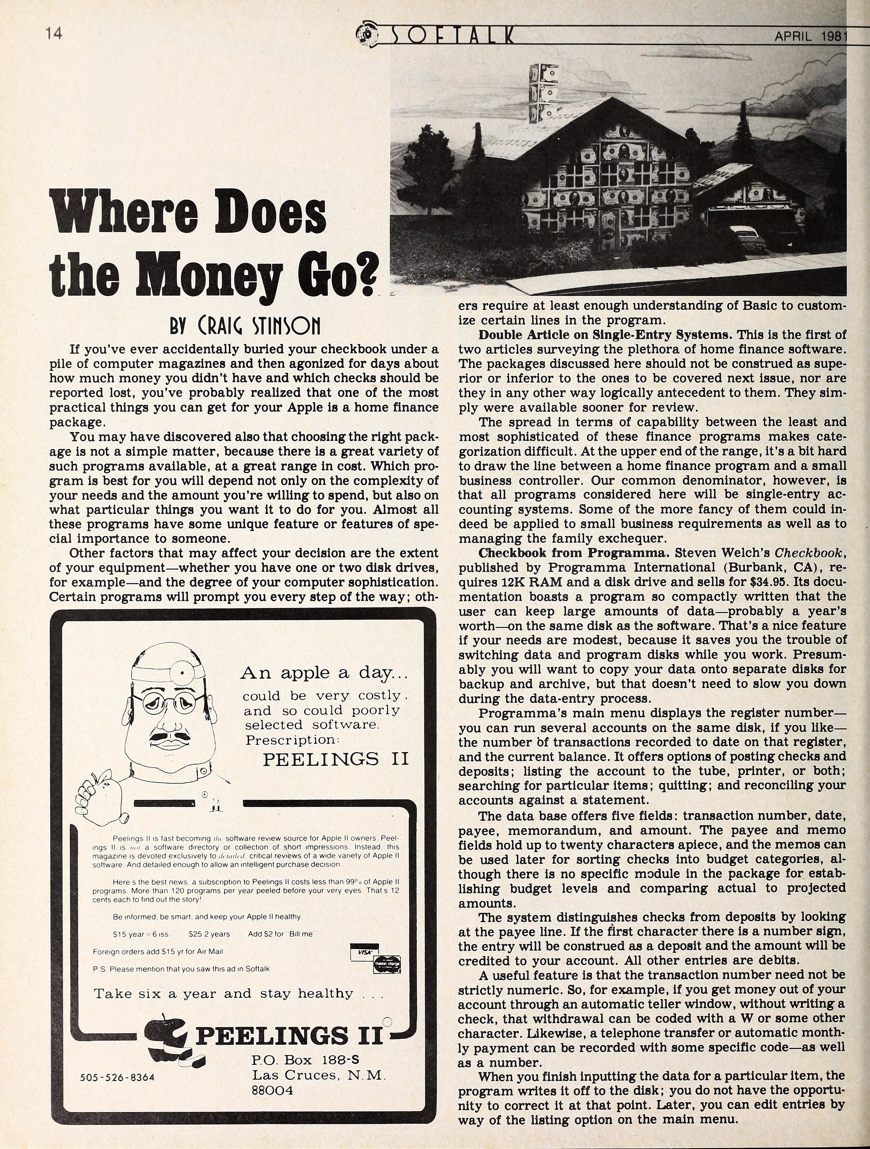 14
SOFTALK
APRIL 1981
Where Does
the Money Go?
BY CRAIG STINSON
If you've ever accidentally buried your checkbook under a
pile of computer magazines and then agonized for days about
how much money you didn't have and which checks should be
reported lost, you've probably realized that one of the most
practical things you can get for your Apple is a home finance
package.
You may have discovered also that choosing the right pack-
age is not a simple matter, because there is a great variety of
such programs available, at a great range in cost. Which pro-
gram is best for you will depend not only on the complexity of
your needs and the amount you're willing to spend, but also on
what particular things you want it to do for you. Almost all
these programs have some unique feature or features of spe-
cial importance to someone.
Other factors that may affect your decision are the extent
of your equipment—whether you have one or two disk drives,
for example—and the degree of your computer sophistication.
Certain programs will prompt you every step of the way; oth-
ers require at least enough understanding of Basic to custom-
ize certain lines in the program.
Double Article on Single-Entry Systems. This is the first of
two articles surveying the plethora of home finance software.
The packages discussed here should not be construed as supe-
rior or inferior to the ones to be covered next issue, nor are
they in any other way logically antecedent to them. They sim-
ply were available sooner for review.
The spread in terms of capability between the least and
most sophisticated of these finance programs makes cate-
gorization difficult. At the upper end of the range, it's a bit hard
to draw the line between a home finance program and a small
business controller. Our common denominator, however, is
that all programs considered here will be single-entry ac-
counting systems. Some of the more fancy of them could in-
deed be applied to small business requirements as well as to
managing the family exchequer.
Checkbook from Programma. Steven Welch's Checkbook,
published by Programma International (Burbank, CA), re-
quires 12K RAM and a disk drive and sells for $34.95. Its docu-
mentation boasts a program so compactly written that the
user can keep large amounts of data—probably a year's
worth—on the same disk as the software. That's a nice feature
if your needs are modest, because it saves you the trouble of
switching data and program disks while you work. Presum-
ably you will want to copy your data onto separate disks for
backup and archive, but that doesn't need to slow you down
during the data-entry process.
Programma's main menu displays the register number—
you can run several accounts on the same disk, if you like—
the number of transactions recorded to date on that register,
and the current balance. It offers options of posting checks and
deposits; listing the account to the tube, printer, or both;
searching for particular items; quitting; and reconciling your
accounts against a statement.
The data base offers five fields: transaction number, date,
payee, memorandum, and amount. The payee and memo
fields hold up to twenty characters apiece, and the memos can
be used later for sorting checks into budget categories, al-
though there is no specific module in the package for estab-
lishing budget levels and comparing actual to projected
amounts.
The system distinguishes checks from deposits by looking
at the payee line. If the first character there is a number sign,
the entry will be construed as a deposit and the amount will be
credited to your account. All other entries are debits.
A useful feature is that the transaction number need not be
strictly numeric. So, for example, if you get money out of your
account through an automatic teller window, without writing a
check, that withdrawal can be coded with a W or some other
character. Likewise, a telephone transfer or automatic month-
ly payment can be recorded with some specific code—as well
as a number.
When you finish inputting the data for a particular item, the
program writes it off to the disk; you do not have the opportu-
nity to correct it at that point. Later, you can edit entries by
way of the listing option on the main menu.
An apple a day...
could be very costly,
and so could poorly
selected software.
Prescription:
PEELINGS II
Peelings II is fast becoming the software review source for Apple II owners. Peel-
ings II is not a software directory or collection of short impressions. Instead, this
magazine is devoted exclusively to detailed, critical reviews of a wide variety of Apple II
software. And detailed enough to allow an intelligent purchase decision.
Here's the best news: a subscription to Peelings II costs less than 99% of Apple II
programs. More than 120 programs per year peeled before your very eyes. That's 12
cents each to find out the story!
Be informed, be smart, and keep your Apple II healthy.
$15 year = 6 iss. $25 2 years Add $2 for 'Bill me'
Foreign orders add $15 yr for Air Mail
P.S. Please mention that you saw this ad in Softalk
VISA
Take six a year and stay healthy ...
PEELINGS II
505-526-8364
P.O. Box 188-S
Las Cruces, N.M.
88004